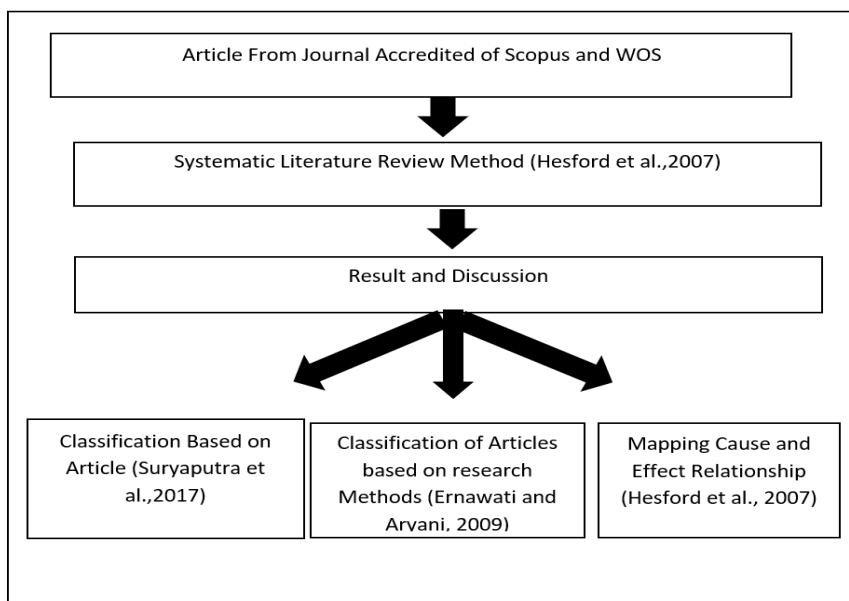 Article From Journal Accredited of Scopus and WOS
Systematic Literature Review Method (Hesford et al.,2007)
Result and Discussion
Classification Based on
Article (Suryaputra et
al.,2017)
Classification of Articles
based on research
Methods (Ernawati and
Aryani, 2009)
Mapping Cause and
Effect Relationship
(Hesford et al., 2007)